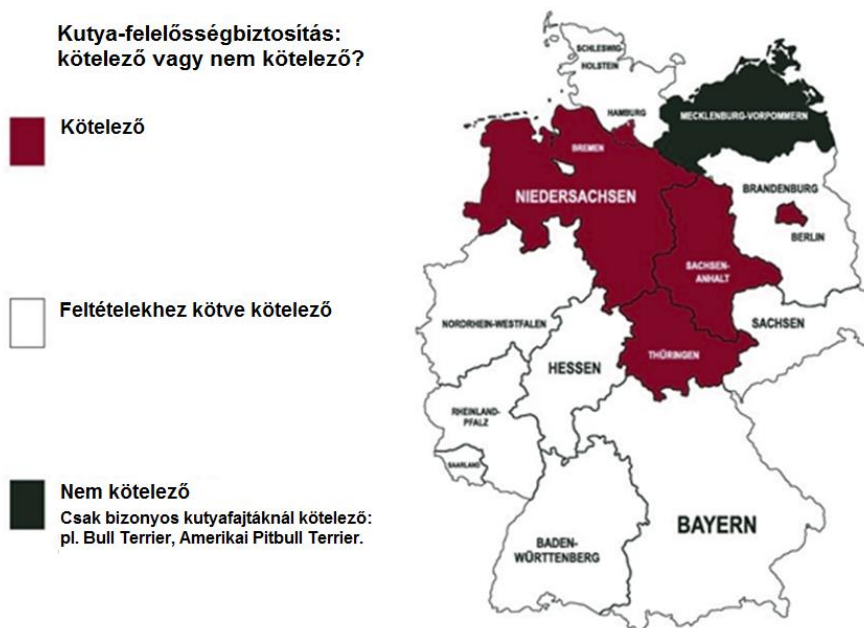 Kutya-felelősségbiztosítás:
kötelező vagy nem kötelező?
Kötelező
Feltételekhez kötve kötelező
Nem kötelező
Csak bizonyos kutyafajtáknál kötelező:
pl. Bull Terrier, Amerikai Pitbull Terrier.
SCHLESWIG
HOLSTEIN
HAMBURG
MECKLENBURG-VORPOMMERN
BREMEN
NIEDERSACHSEN
BRANDENBURG
BERLIN
SACHSEN-
ANHALT
NORDRHEIN-WESTFALEN
SACHSEN
THÜRINGEN
HESSEN
RHEINLAND-
PFALZ
SAARLAND
BADEN-
WÜRTTENBERG
BAYERN